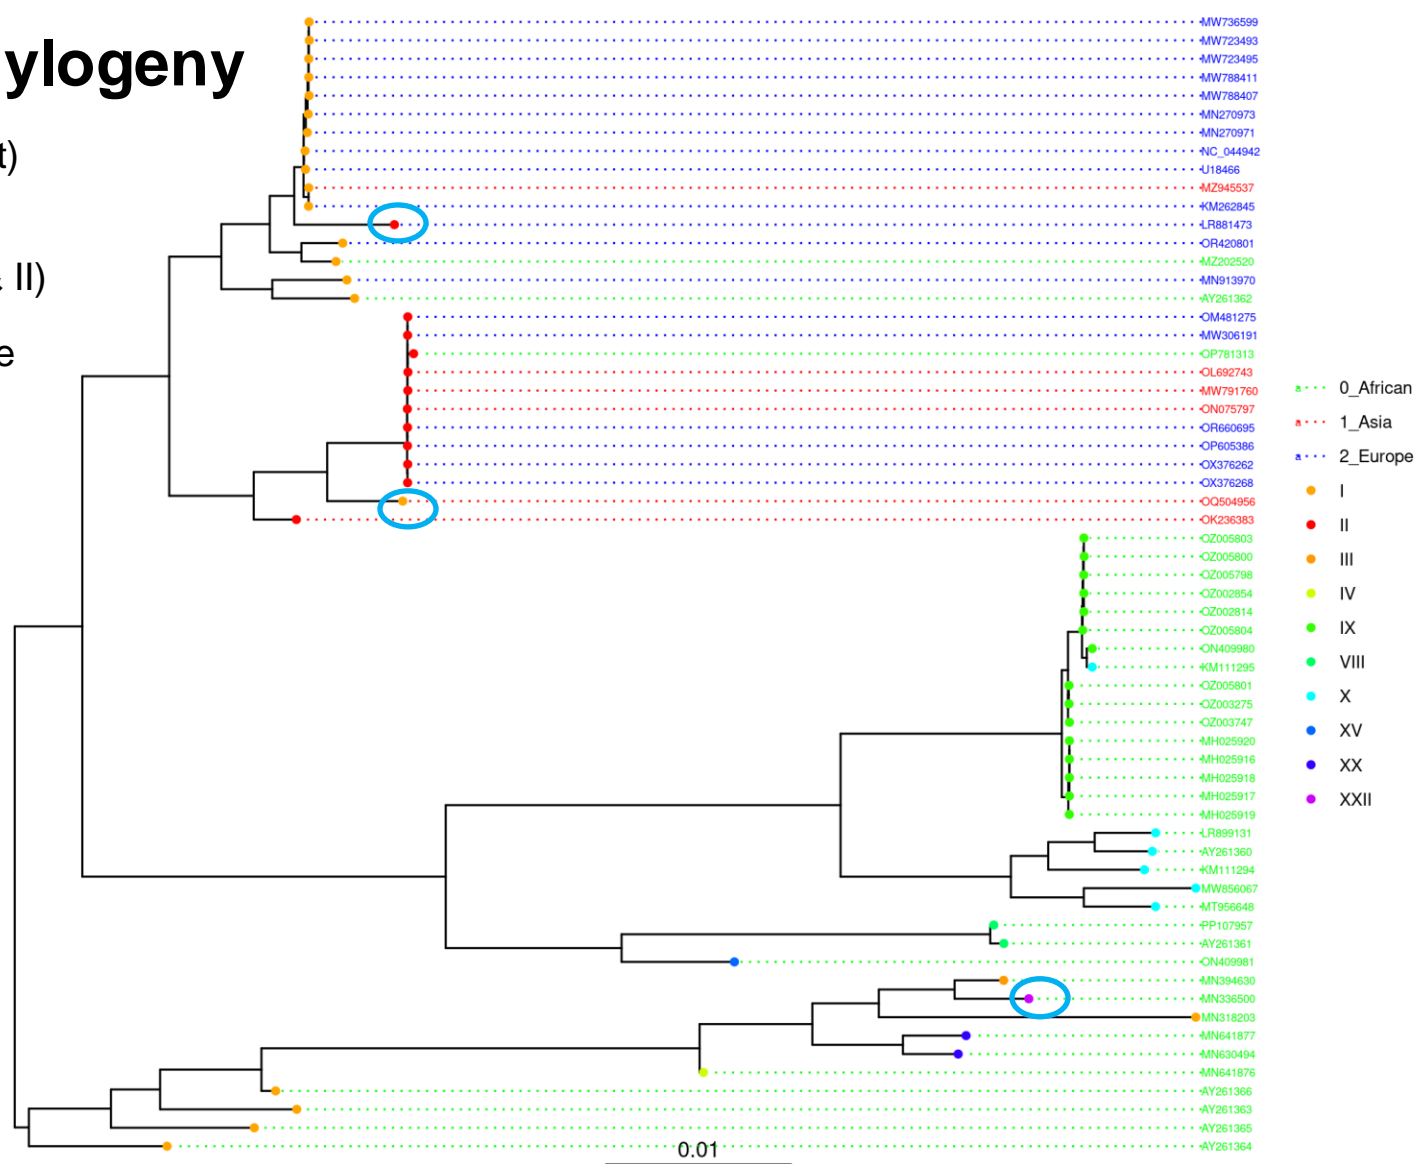 ylogeny
t)
II)
e
MW736599
MW723493
MW723495
MW788411
MW788407
MN270973
MN270971
NC_044942
U18466
MZ945537
KM262845
LR881473
OR420801
MZ202520
MN913970
AY261362
OM481275
MW306191
OP781313
OL692743
MW791760
ON075797
OR660695
OP605386
OX376262
OX376268
OQ504956
OK236383
OZ005803
OZ005800
OZ005798
OZ002854
OZ002814
OZ005804
ON409980
KM111295
OZ005801
OZ003275
OZ003747
MH025920
MH025916
MH025918
MH025917
MH025919
LR899131
AY261360
KM111294
MW856067
MT956648
PP107957
AY261361
ON409981
MN394630
MN336500
MN318203
MN641877
MN630494
MN641876
AY261366
AY261363
AY261365
AY261364
0.01
a 0_African
a 1_Asia
a 2_Europe
I
II
III
IV
IX
VIII
X
XV
XX
XXII